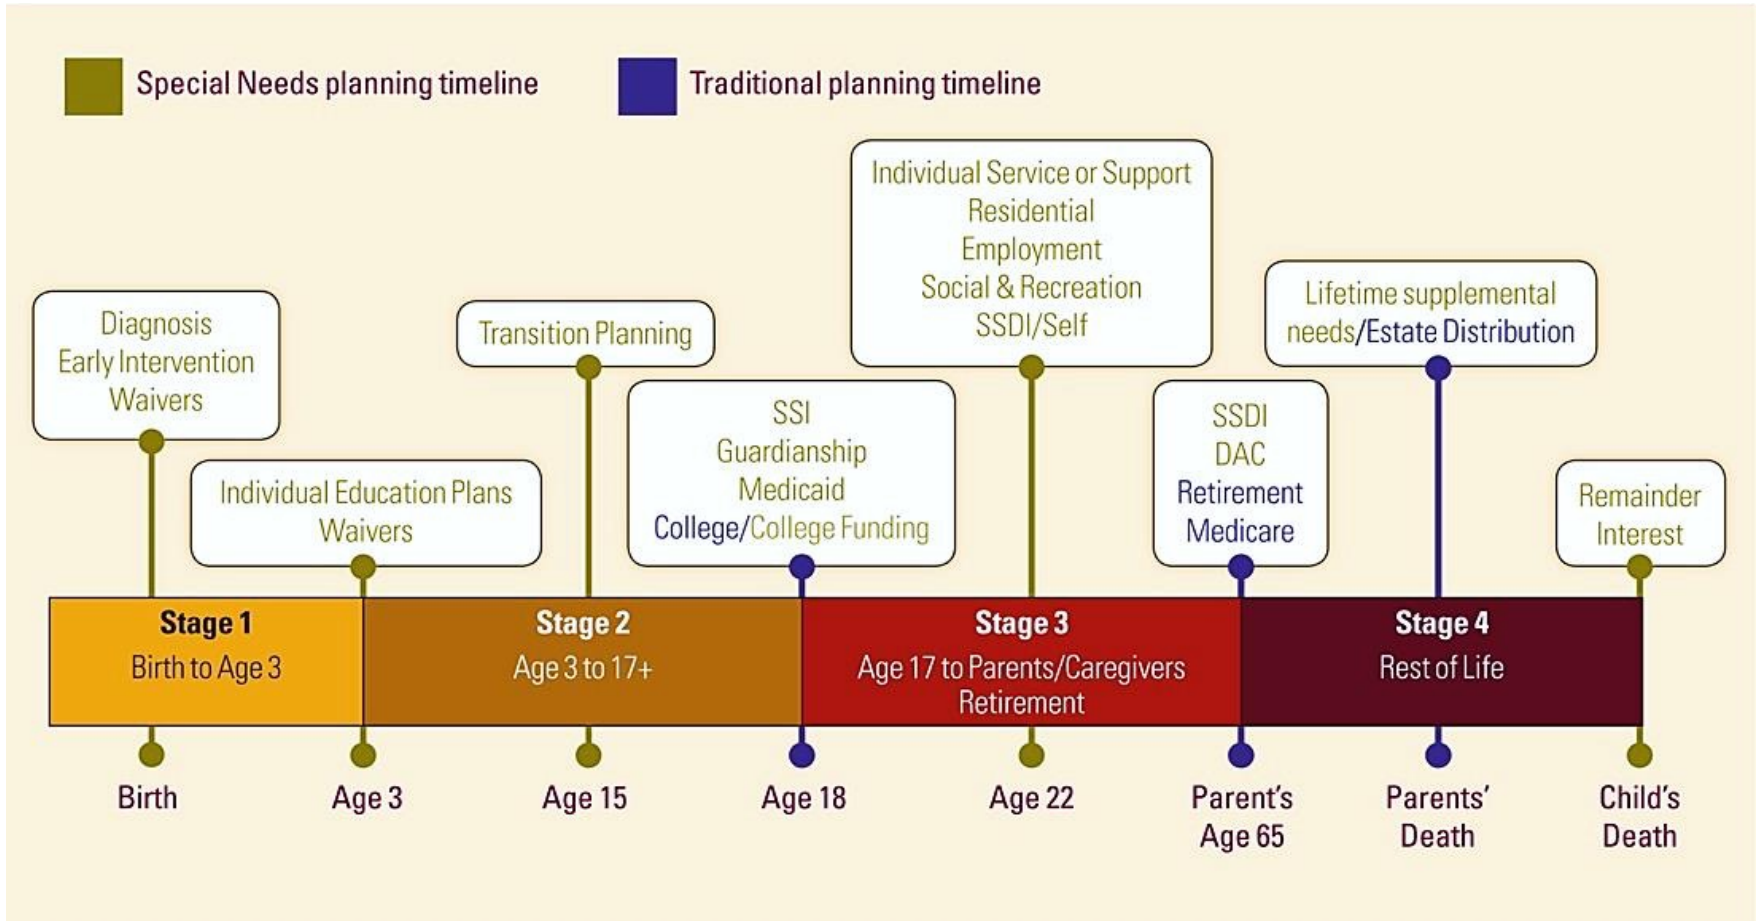 Special Needs planning timeline
Traditional planning timeline
Diagnosis
Early Intervention
Waivers
Individual Education Plans
Waivers
Transition Planning
SSI
Guardianship
Medicaid
College/College Funding
Individual Service or Support
Residential
Employment
Social & Recreation
SSDI/Self
SSDI
DAC
Retirement
Medicare
Lifetime supplemental
needs/Estate Distribution
Remainder
Interest
Stage 1
Birth to Age 3
Stage 2
Age 3 to 17+
Stage 3
Age 17 to Parents/Caregivers
Retirement
Stage 4
Rest of Life
Birth
Age 3
Age 15
Age 18
Age 22
Parent's
Age 65
Parents'
Death
Child's
Death